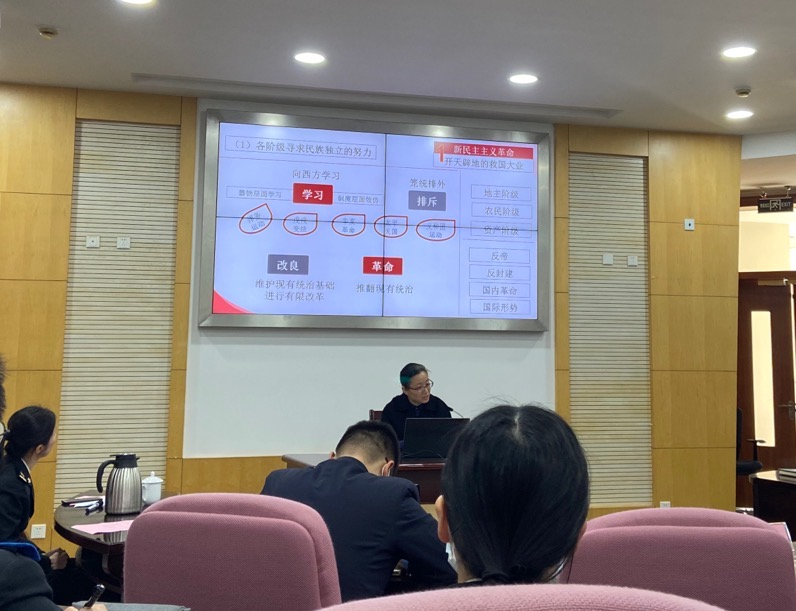 （1）各阶级寻求民族独立的努力
新民主主义革命
开天辟地的救国大业
向西方学习
笼统排外
器物层面学习
学习
制度层面效仿
排斥
地主阶级
农民阶级
资产阶级
改良
革命
维护现有统治基础
进行有限改革
推翻现有统治
反帝
反封建
国内革命
国际形势
EXIT